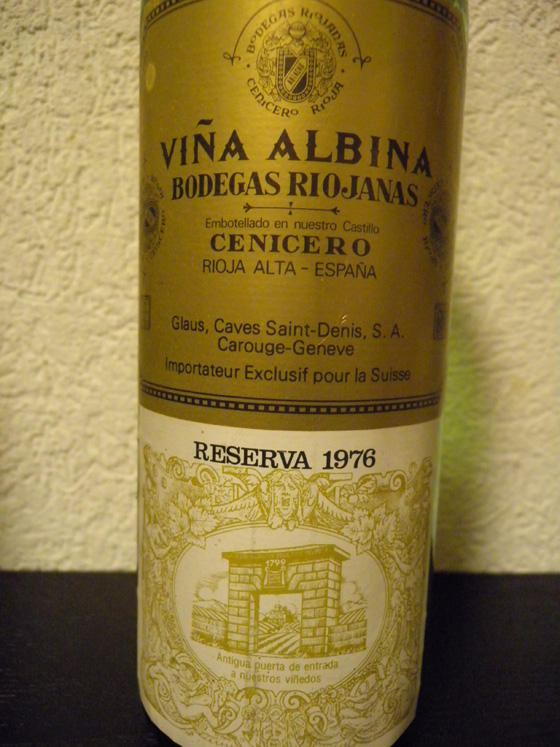 BODEGAS RIOJANAS
CENICERO RIOJA
VIÑA ALBINA
BODEGAS RIOJANAS
Embotellado en nuestro Castillo
CENICERO
RIOJA ALTA - ESPAÑA
Glaus, Caves Saint-Denis, S. A.
Carouge-Geneve
Importateur Exclusif pour la Suisse
RESERVA 1976
1799
Antigua puerta de entrada
a nuestros viñedos